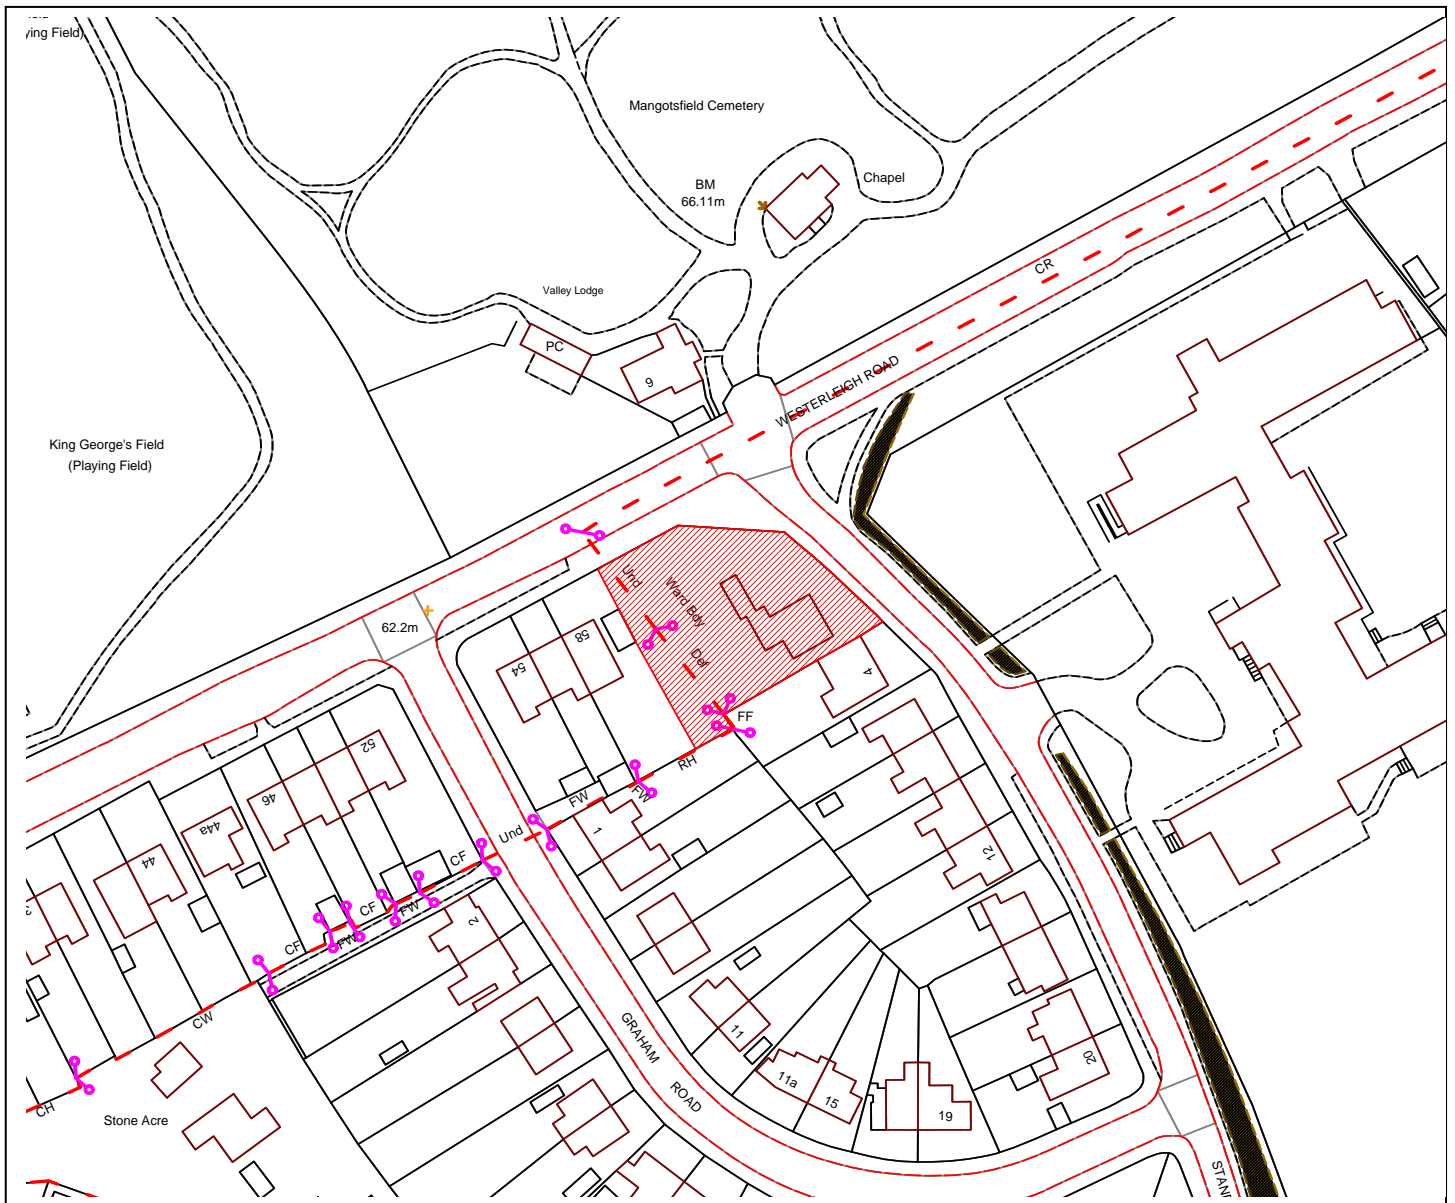 ying Field)
Mangotsfield Cemetery
BM
66.11m
Chapel
CR
Valley Lodge
PC
9
WESTERLEIGH ROAD
King George's Field
(Playing Field)
Und
Ward Bdy
Def
62.2m
58
54
4
FF
RH
52
FW
FW
46
1
Und
44a
CF
12
44
CF
FW
2
CF
FW
CW
GRAHAM
ROAD
11
11a
15
19
20
CH
Stone Acre